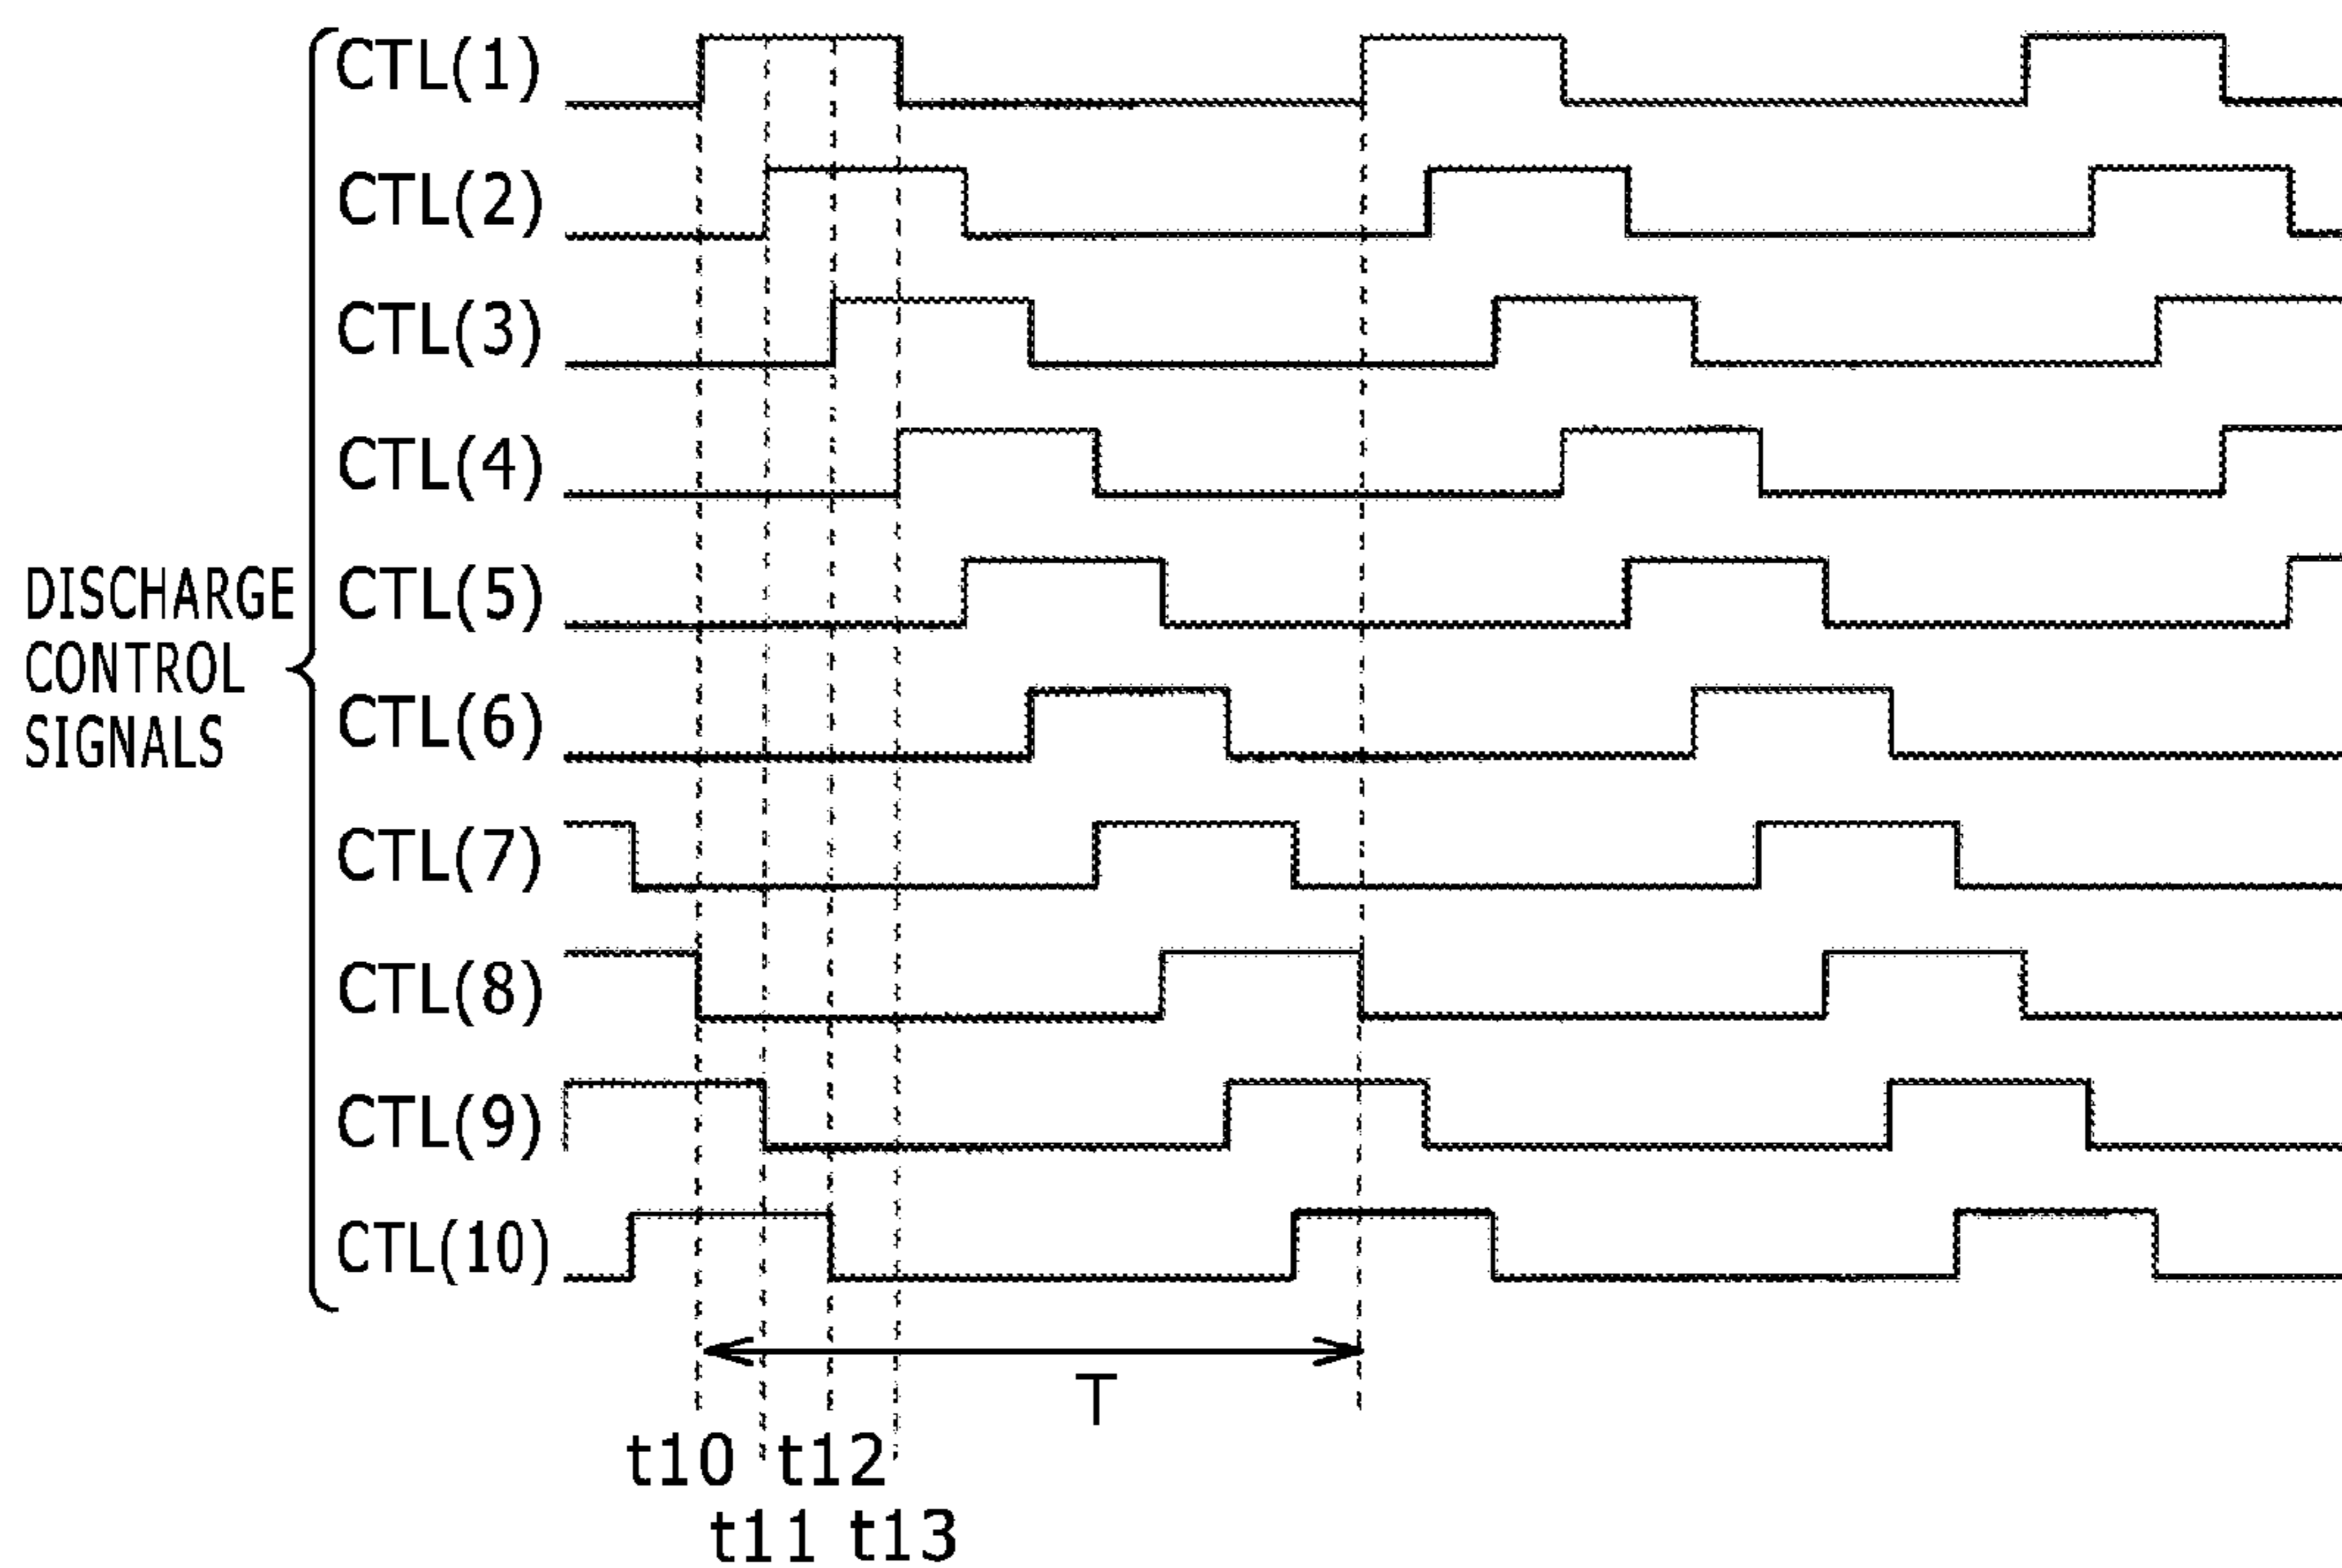 CTL(1)
CTL(2)
CTL(3)
CTL(4)
DISCHARGE
CONTROL
SIGNALS
CTL(5)
CTL(6)
CTL(7)
CTL(8)
CTL(9)
CTL(10)
T
t10 t12
t11 t13